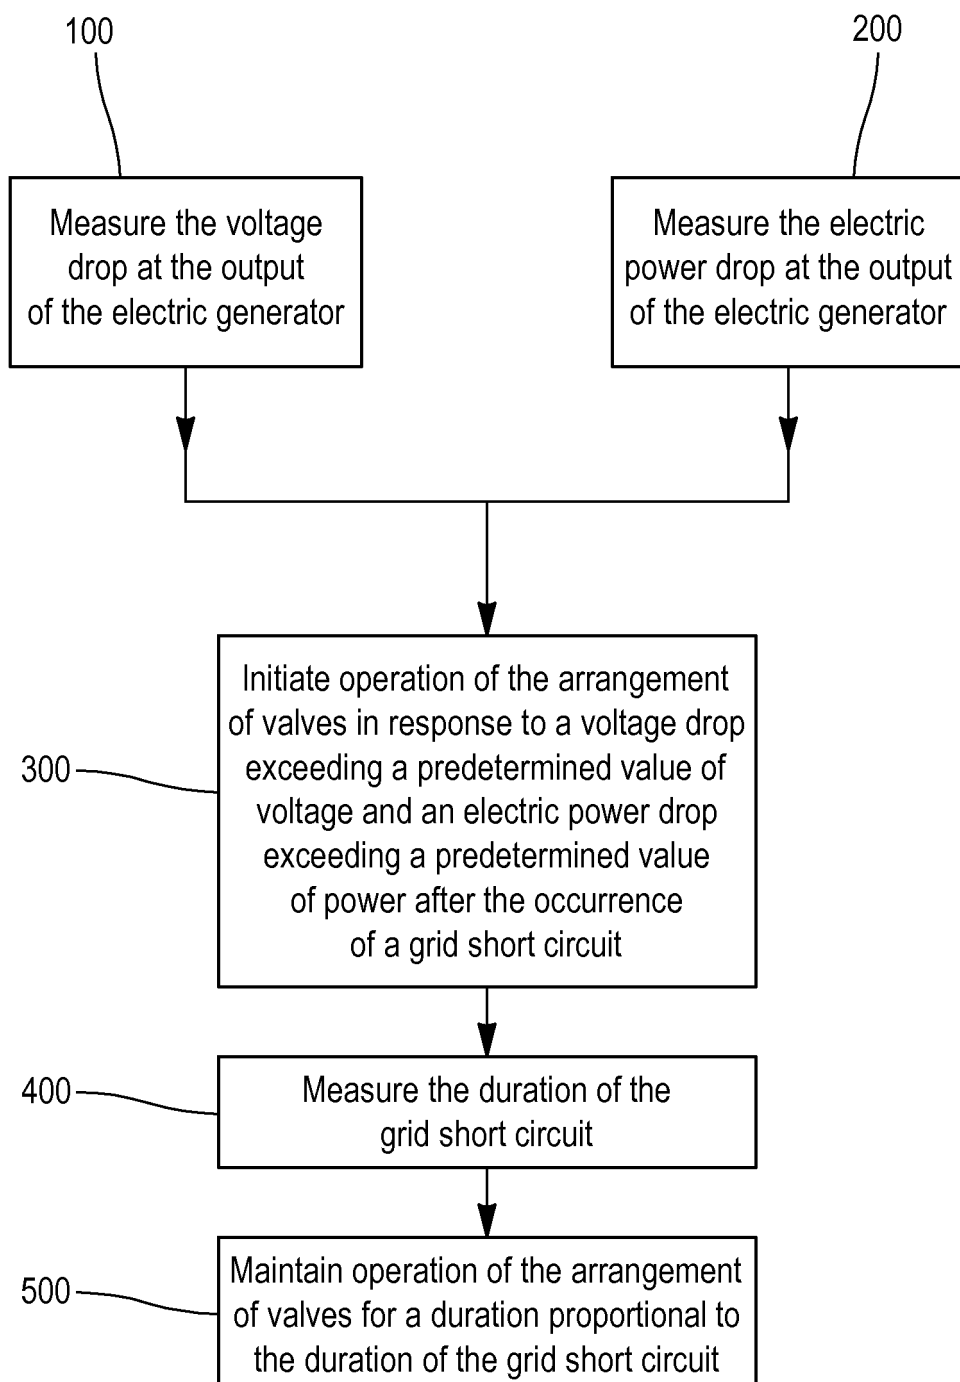 100
200
Measure the voltage
drop at the output
of the electric generator
Measure the electric
power drop at the output
of the electric generator
300
Initiate operation of the arrangement
of valves in response to a voltage drop
exceeding a predetermined value of
voltage and an electric power drop
exceeding a predetermined value
of power after the occurrence
of a grid short circuit
400
Measure the duration of the
grid short circuit
500
Maintain operation of the arrangement
of valves for a duration proportional to
the duration of the grid short circuit